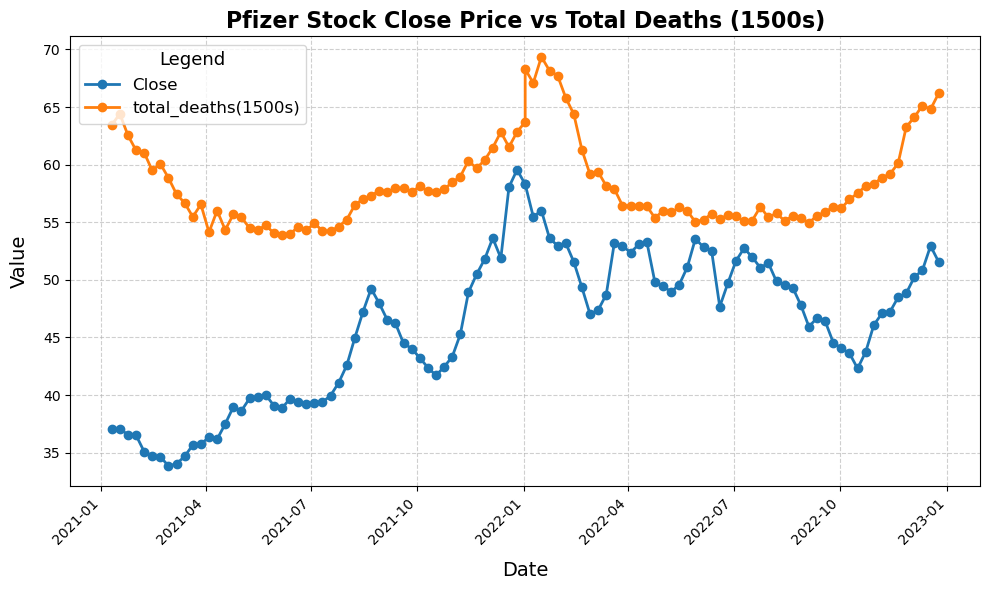 Pfizer Stock Close Price vs Total Deaths (1500s)
Legend
Close
total_deaths(1500s)
Value
70
65
60
55
50
45
40
35
2021-01
2021-04
2021-07
2021-10
2022-01
2022-04
2022-07
2022-10
2023-01
Date